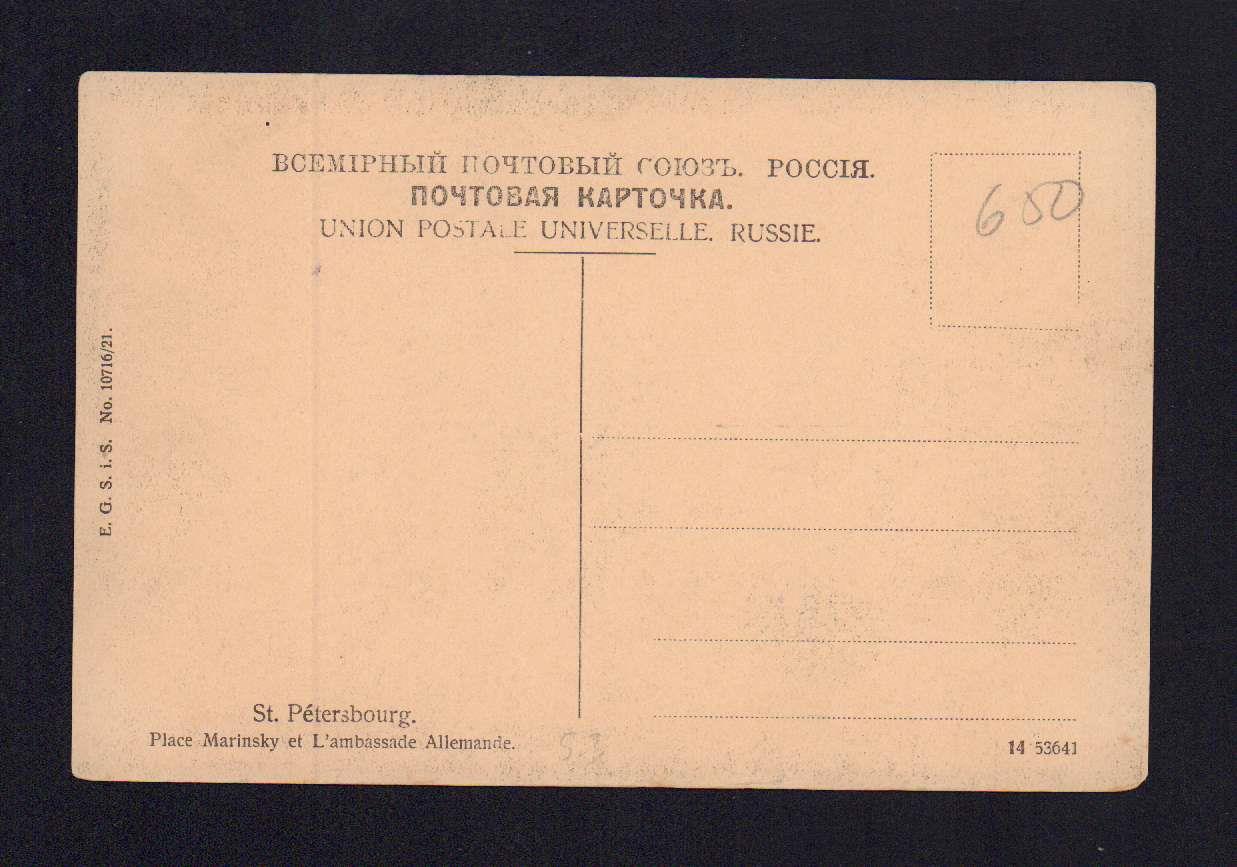 ВСЕМІРНЫЙ ПОЧТОВЫЙ СОЮЗЪ. РОССІЯ.
ПОЧТОВАЯ КАРТОЧКА.
UNION POSTALE UNIVERSELLE. RUSSIE.
600
E. G. S. i. S. No. 10716/21.
St. Pétersbourg.
Place Marinsky et L'ambassade Allemande.
14 53641